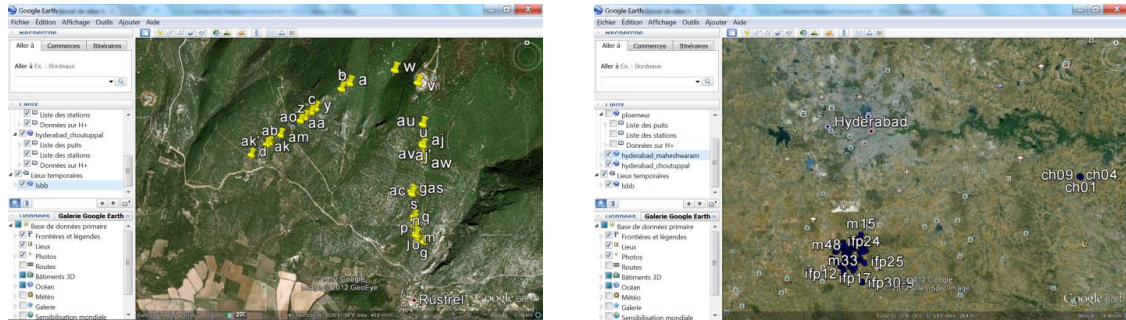 Google Earth
Fichier Édition Affichage Outils Ajouter Aide
Aller à Commerces Itinéraires
Aller à Ex. : Bordeaux
Liste des stations
Données sur H+
hyderabad_choutuppal
Liste des puits
Liste des stations
Données sur H+
Lieux temporaires
lsbb
Données Galerie Google Earth
Base de données primaire
Frontières et légendes
Lieux
Photos
Routes
Bâtiments 3D
Océan
Météo
Galerie
Sensibilisation mondiale
w
b a
v
c
z y
ao aa
au
u
ab am
aj
ak ak
d
av aj
aw
ac gas
s
q
n
p m
j o
g
Rustrel
Google earth
Google Earth
Fichier Édition Affichage Outils Ajouter Aide
Aller à Commerces Itinéraires
Aller à Ex. : Bordeaux
ploemeur
Liste des puits
Liste des stations
Données sur H+
hyderabad_maheshwaram
hyderabad_choutuppal
Lieux temporaires
lsbb
Données Galerie Google Earth
Base de données primaire
Frontières et légendes
Lieux
Photos
Routes
Bâtiments 3D
Océan
Météo
Galerie
Sensibilisation mondiale
Hyderabad
ch09 ch04
ch01
m15
m48 ifp24
m33 ifp25
ifp12 ifp17
Google earth